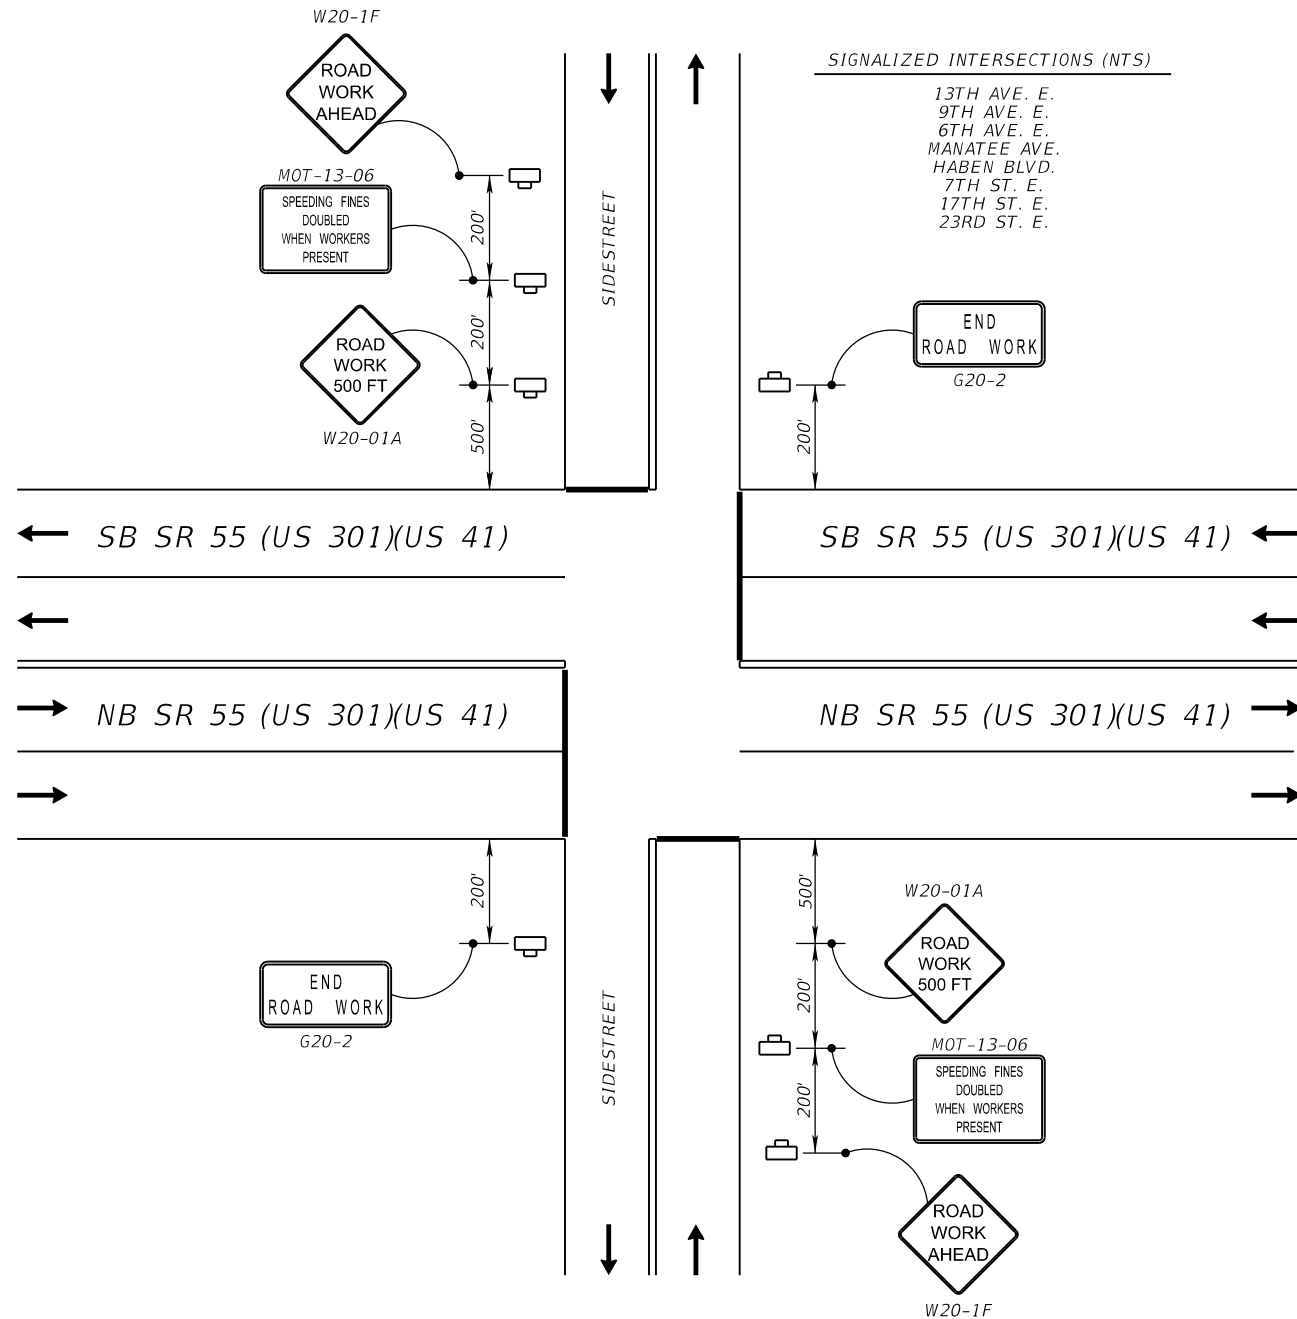 W20-1F
ROAD
WORK
AHEAD
MOT-13-06
SPEEDING FINES
DOUBLED
WHEN WORKERS
PRESENT
ROAD
WORK
500 FT
W20-01A
200'
200'
500'
SIDESTREET
SIGNALIZED INTERSECTIONS (NTS)
13TH AVE. E.
9TH AVE. E.
6TH AVE. E.
MANATEE AVE.
HABEN BLVD.
7TH ST. E.
17TH ST. E.
23RD ST. E.
END
ROAD WORK
G20-2
200'
SB SR 55 (US 301)(US 41)
SB SR 55 (US 301)(US 41)
NB SR 55 (US 301)(US 41)
NB SR 55 (US 301)(US 41)
200'
END
ROAD WORK
G20-2
SIDESTREET
500'
200'
200'
W20-01A
ROAD
WORK
500 FT
MOT-13-06
SPEEDING FINES
DOUBLED
WHEN WORKERS
PRESENT
ROAD
WORK
AHEAD
W20-1F